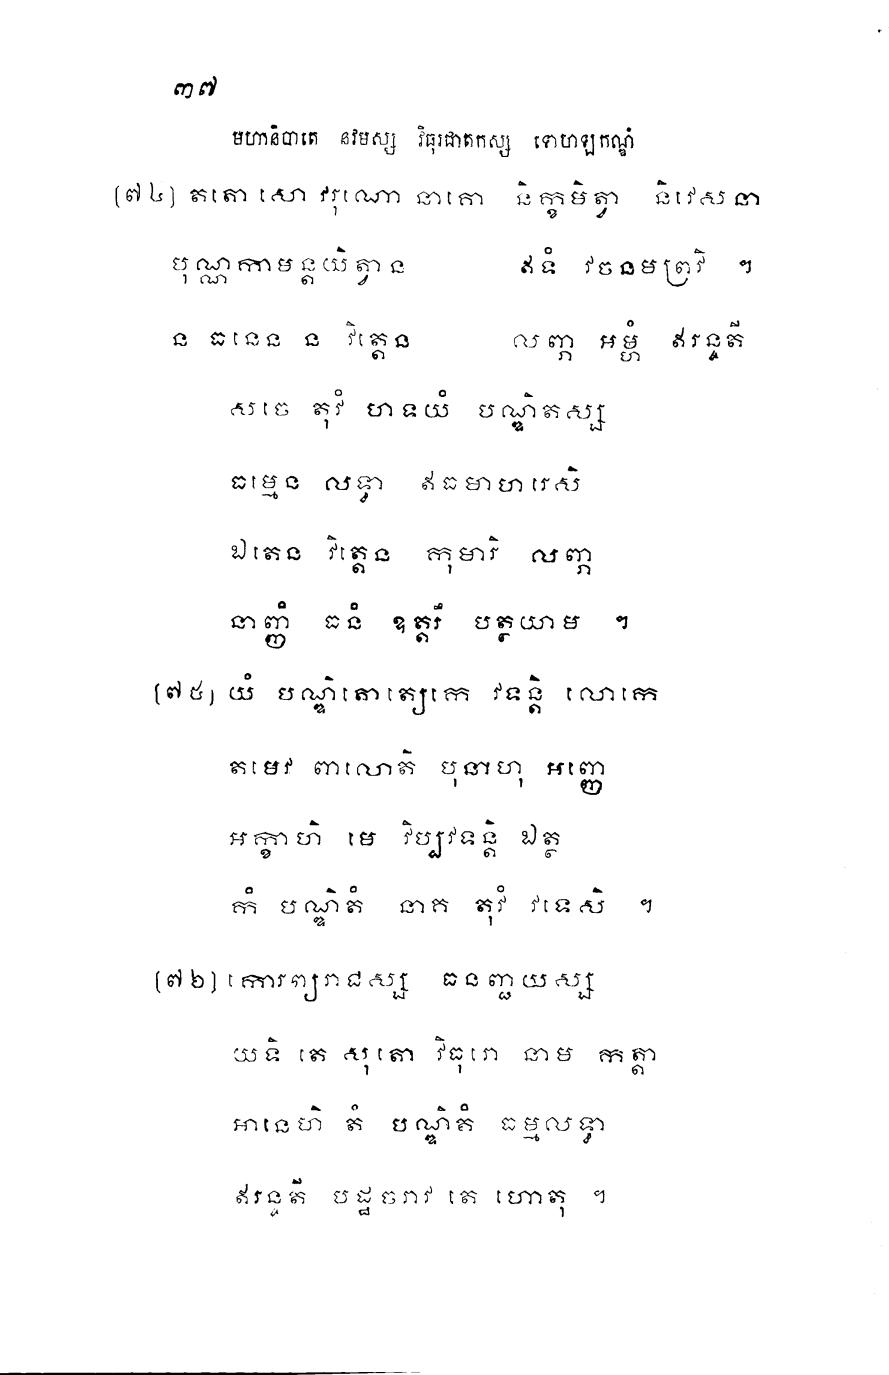 ៣៧
មហានិបាតេ នវមស្ស វិធុរជាតកស្ស ទោហឡកណ្ឌំ
(៧៤) តតោ សោ វរុណោ នាគោ និក្ខមិត្វា និវេសនា
បុណ្ណកាមន្តយិត្វាន ឥទំ វចនមព្រវិ ។
ន ធនេន ន វិត្តេន លញ្ភា អម្ហំ ឥរន្ទតី
សចេ តុវំ ហទយំ បណ្ឌិតស្ស
ធម្មេន លទ្ធា ឥធមាហរេសិ
ឯតេន វិត្តេន កុមារិ លញ្ភា
នាញ្ញំ ធនំ ឧត្តរឹ បត្ថយាម ។
(៧៥) យំ បណ្ឌិតោត្យេកេ វទន្តិ លោកេ
តមេវ ពាលោតិ បុនាហុ អញ្ញេ
អក្ខាហិ មេ វិប្បវទន្តិ ឯត្ថ
កំ បណ្ឌិតំ នាគ តុវំ វទេសិ ។
(៧៦) កោរព្យរាជស្ស ធនញ្ជយស្ស
យទិ តេ សុតោ វិធុរោ នាម កត្តា
អានេហិ តំ បណ្ឌិតំ ធម្មលទ្ធា
ឥរន្ទតី បដ្ឋចរាវ តេ ហោតុ ។